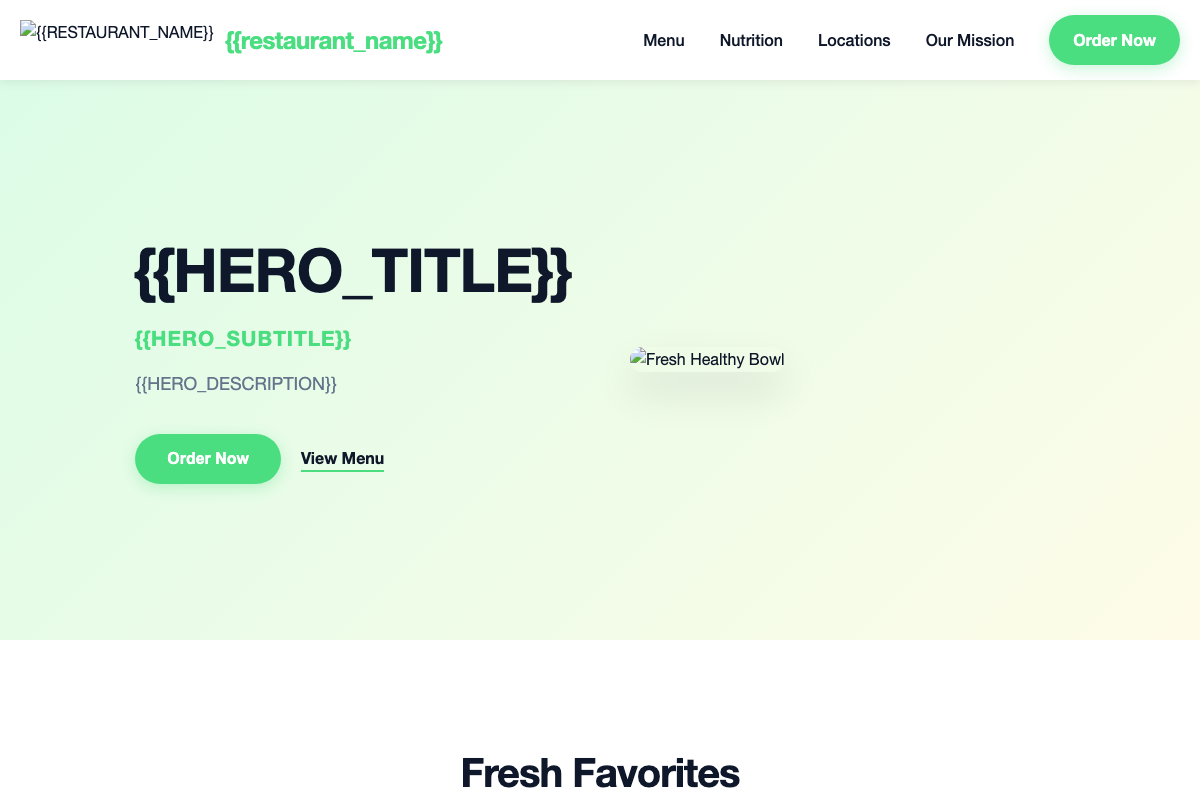 {{RESTAURANT_NAME}}
{{restaurant_name}}
Menu
Nutrition
Locations
Our Mission
Order Now
{{HERO_TITLE}}
{{HERO_SUBTITLE}}
{{HERO_DESCRIPTION}}
Order Now
View Menu
Fresh Healthy Bowl
Fresh Favorites